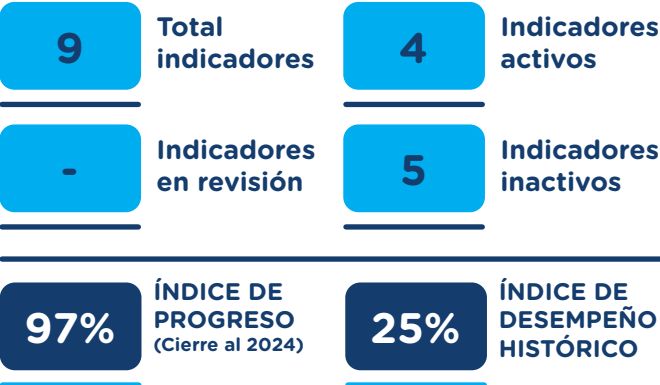 9
Total
indicadores
4
Indicadores
activos
-
Indicadores
en revisión
5
Indicadores
inactivos
97%
ÍNDICE DE
PROGRESO
(Cierre al 2024)
25%
ÍNDICE DE
DESEMPEÑO
HISTÓRICO